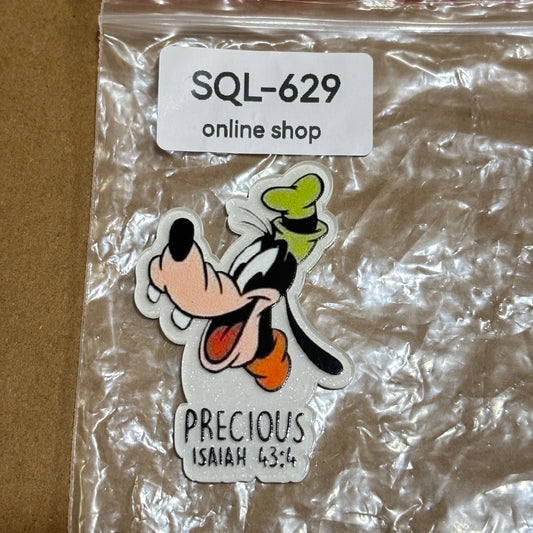 SQL-629
online shop
PRECIOUS
ISAIAH 43:4